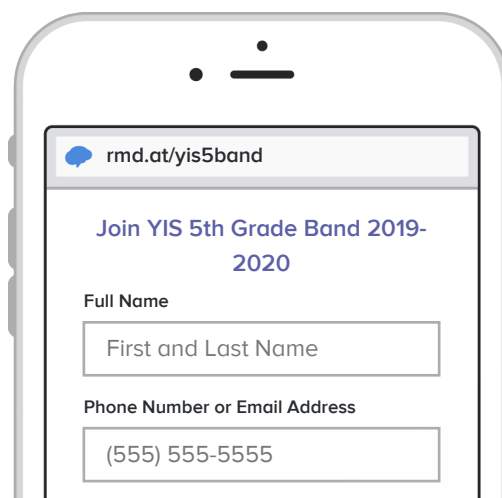 rmd.at/yis5band
Join YIS 5th Grade Band 2019-
2020
Full Name
First and Last Name
Phone Number or Email Address
(555) 555-5555